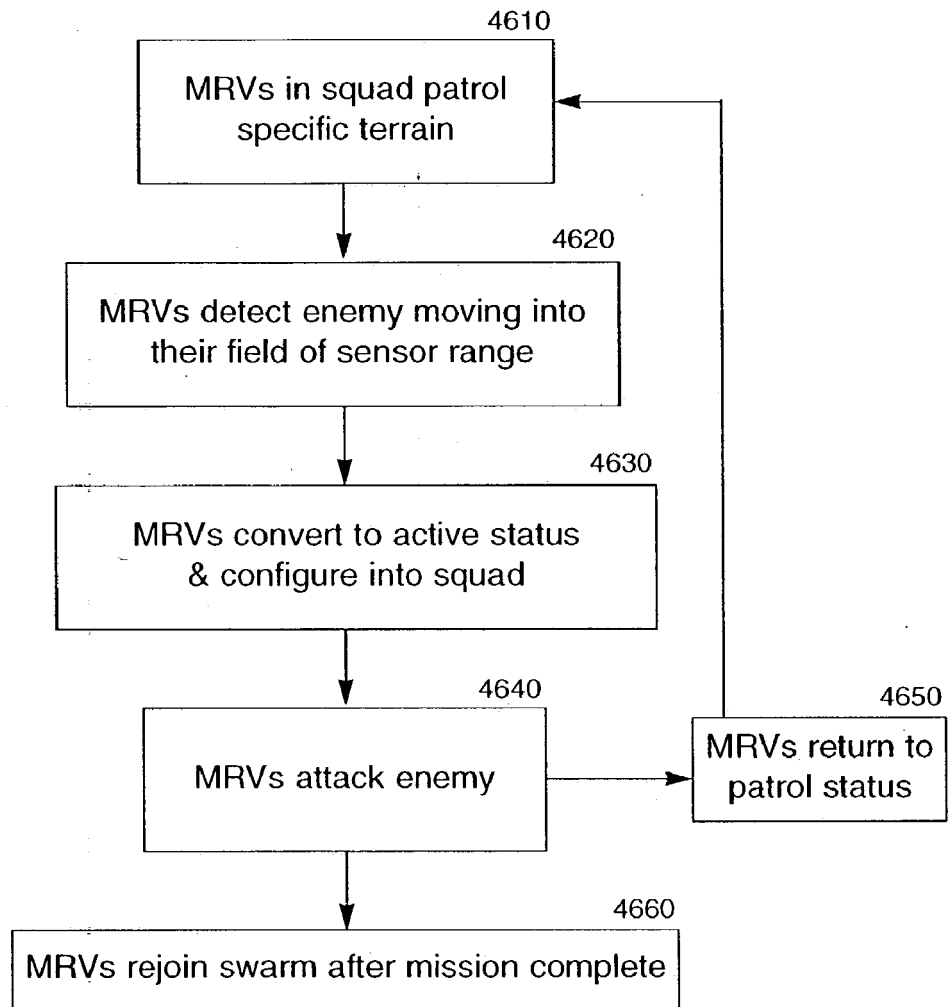 4610
MRVs in squad patrol
specific terrain
4620
MRVs detect enemy moving into
their field of sensor range
4630
MRVs convert to active status
& configure into squad
4640
MRVs attack enemy
4650
MRVs return to
patrol status
4660
MRVs rejoin swarm after mission complete